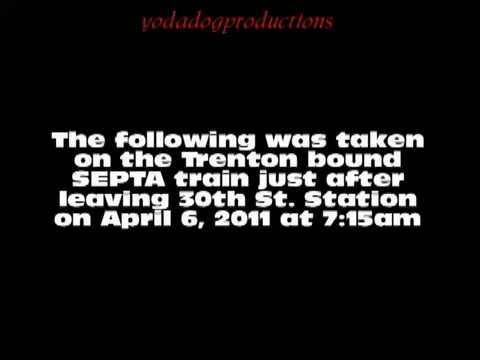 yodadogproductions
The following was taken
on the Trenton bound
SEPTA train just after
leaving 30th St. Station
on April 6, 2011 at 7:15am